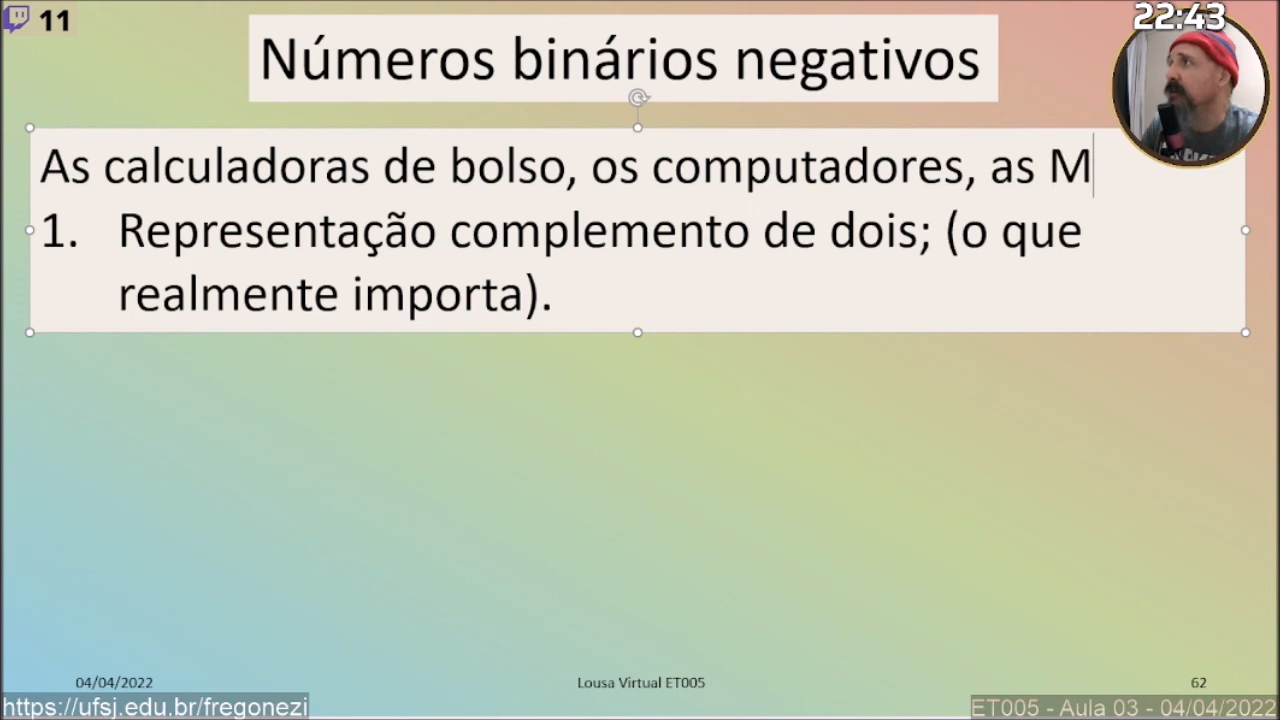 11
22:43
Números binários negativos
As calculadoras de bolso, os computadores, as M
1. Representação complemento de dois; (o que
realmente importa).
04/04/2022
Lousa Virtual ET005
62
https://ufsj.edu.br/fregonezi
ET005 - Aula 03 - 04/04/2022